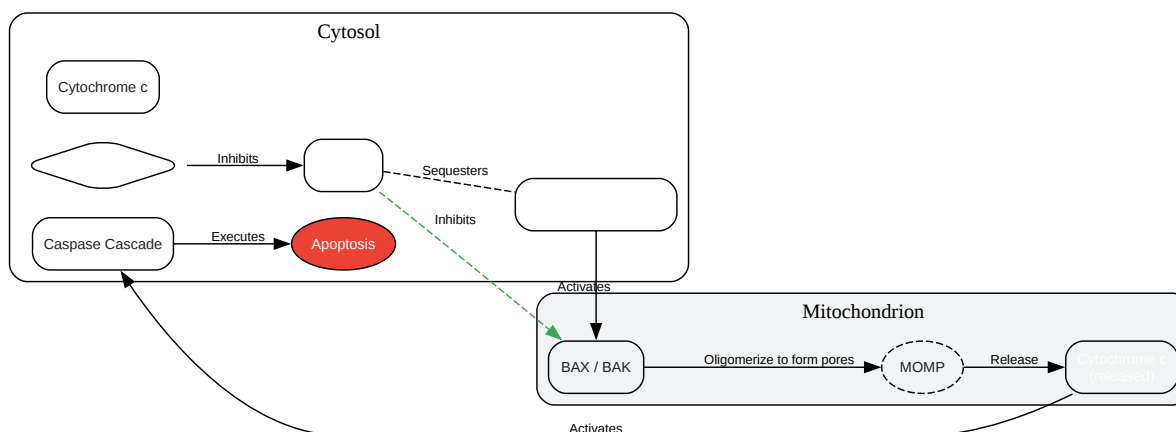 Cytosol
Cytochrome c
Inhibits
Sequesters
Inhibits
Caspase Cascade
Executes
Apoptosis
Activates
Mitochondrion
BAX / BAK
Oligomerize to form pores
MOMP
Release
Cytochrome c
(released)
Activates